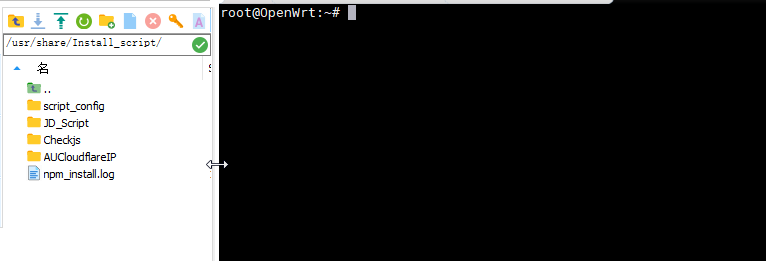 root@OpenWrt:~#
/usr/share/Install_script/
名
..
script_config
JD_Script
Checkjs
AUCloudflareIP
npm_install.log